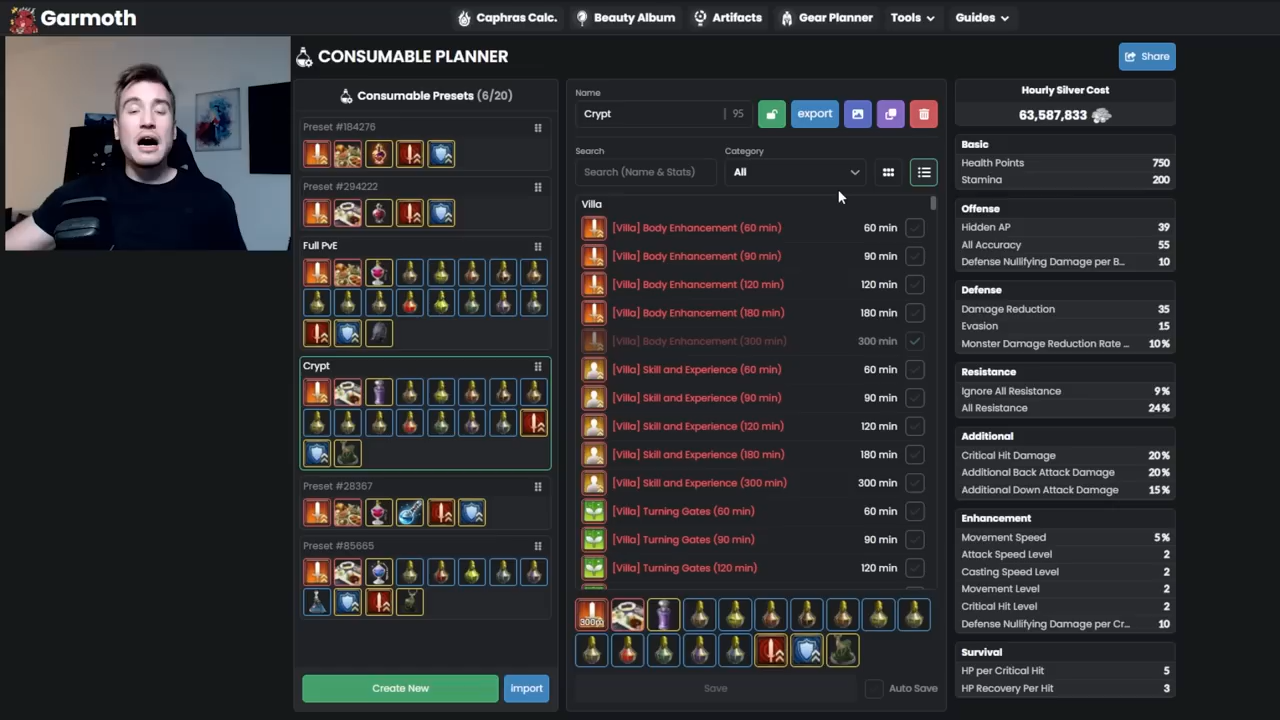 Garmoth
Caphras Calc.
Beauty Album
Artifacts
Gear Planner
Tools
Guides
CONSUMABLE PLANNER
Share
Consumable Presets (6/20)
Preset #184276
Preset #294222
Full PvE
Crypt
Preset #28367
Preset #85665
Create New
import
Name
Crypt
95
export
Search
Category
Search (Name & Stats)
All
Villa
[Villa] Body Enhancement (60 min) 60 min
[Villa] Body Enhancement (90 min) 90 min
[Villa] Body Enhancement (120 min) 120 min
[Villa] Body Enhancement (180 min) 180 min
[Villa] Body Enhancement (300 min) 300 min
[Villa] Skill and Experience (60 min) 60 min
[Villa] Skill and Experience (90 min) 90 min
[Villa] Skill and Experience (120 min) 120 min
[Villa] Skill and Experience (180 min) 180 min
[Villa] Skill and Experience (300 min) 300 min
[Villa] Turning Gates (60 min) 60 min
[Villa] Turning Gates (90 min) 90 min
[Villa] Turning Gates (120 min) 120 min
Save
Auto Save
Hourly Silver Cost
63,587,833
Basic
Health Points 750
Stamina 200
Offense
Hidden AP 39
All Accuracy 55
Defense Nullifying Damage per B... 10
Defense
Damage Reduction 35
Evasion 15
Monster Damage Reduction Rate ... 10%
Resistance
Ignore All Resistance 9%
All Resistance 24%
Additional
Critical Hit Damage 20%
Additional Back Attack Damage 20%
Additional Down Attack Damage 15%
Enhancement
Movement Speed 5%
Attack Speed Level 2
Casting Speed Level 2
Movement Level 2
Critical Hit Level 2
Defense Nullifying Damage per Cr... 10
Survival
HP per Critical Hit 5
HP Recovery Per Hit 3